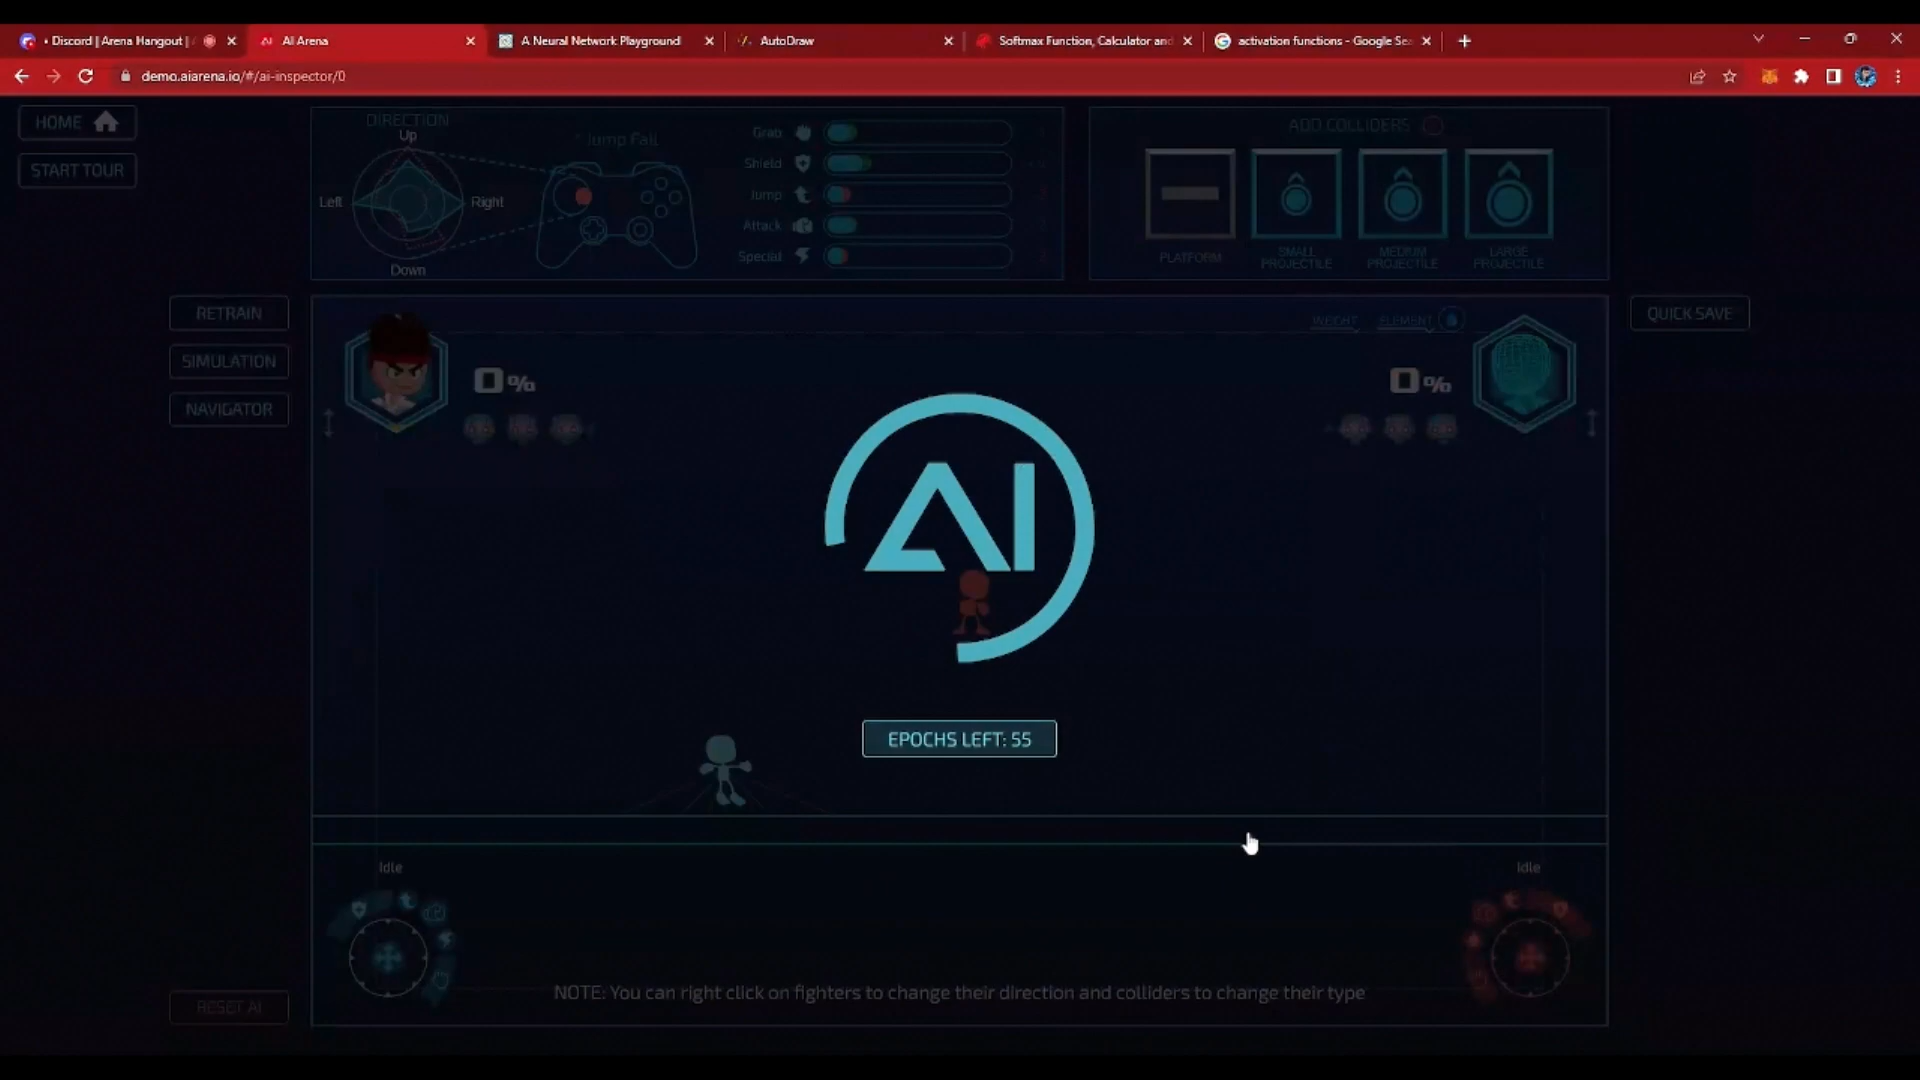 • Discord | Arena Hangout |
AI Arena
A Neural Network Playground
AutoDraw
Softmax Function, Calculator and
activation functions - Google Se
demo.aiarena.io/#/ai-inspector/0
HOME
START TOUR
DIRECTION
Up
Left
Right
Down
Jump Fall
Grab
Shield
Jump
Attack
Special
ADD COLLIDERS
PLATFORM
SMALL PROJECTILE
MEDIUM PROJECTILE
LARGE PROJECTILE
RETRAIN
SIMULATION
NAVIGATOR
QUICK SAVE
WEIGHT
ELEMENT
0%
0%
AI
EPOCHS LEFT: 55
Idle
Idle
NOTE: You can right click on fighters to change their direction and colliders to change their type
RESET AI